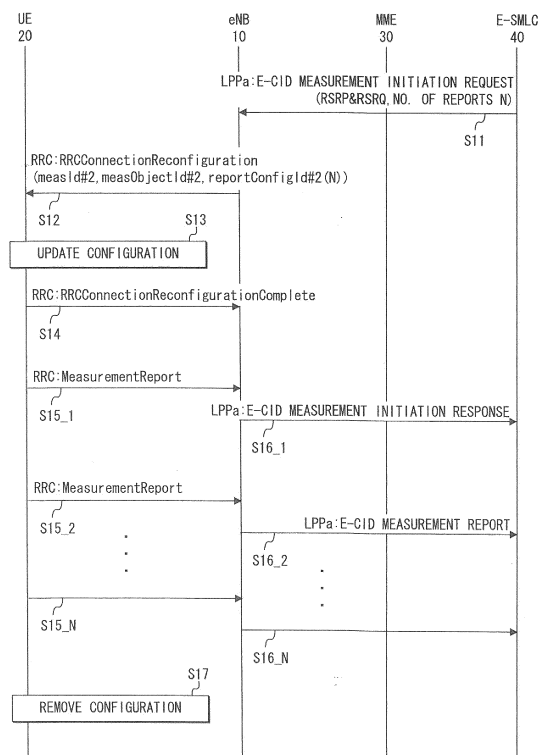 UE
20
eNB
10
MME
30
E-SMLC
40
LPPa:E-CID MEASUREMENT INITIATION REQUEST
(RSRP&RSRQ,NO. OF REPORTS N)
S11
RRC:RRCConnectionReconfiguration
(measId#2,measObjectId#2,reportConfigId#2(N))
S12
S13
UPDATE CONFIGURATION
RRC:RRCConnectionReconfigurationComplete
S14
RRC:MeasurementReport
S15_1
LPPa:E-CID MEASUREMENT INITIATION RESPONSE
S16_1
RRC:MeasurementReport
S15_2
LPPa:E-CID MEASUREMENT REPORT
S16_2
S15_N
S16_N
S17
REMOVE CONFIGURATION